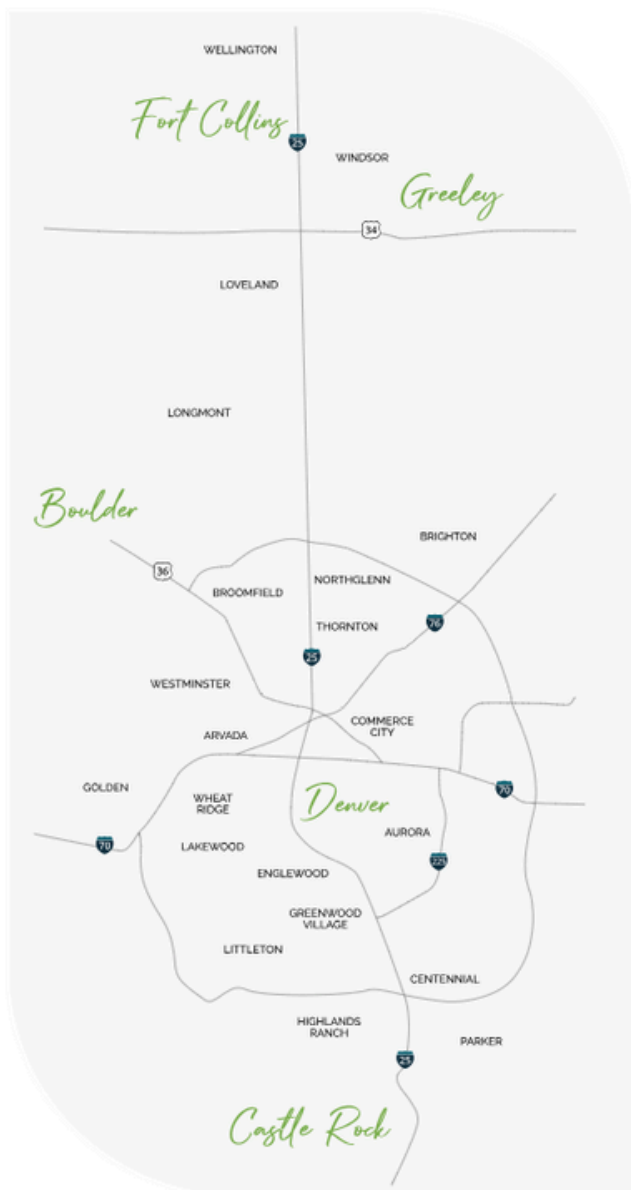 WELLINGTON
Fort Collins
25
WINDSOR
Greeley
34
LOVELAND
LONGMONT
Boulder
BRIGHTON
36
NORTHGLENN
BROOMFIELD
76
THORNTON
25
WESTMINSTER
COMMERCE
CITY
ARVADA
GOLDEN
70
WHEAT
RIDGE
Denver
AURORA
70
LAKEWOOD
225
ENGLEWOOD
GREENWOOD
VILLAGE
LITTLETON
CENTENNIAL
HIGHLANDS
RANCH
PARKER
25
Castle Rock